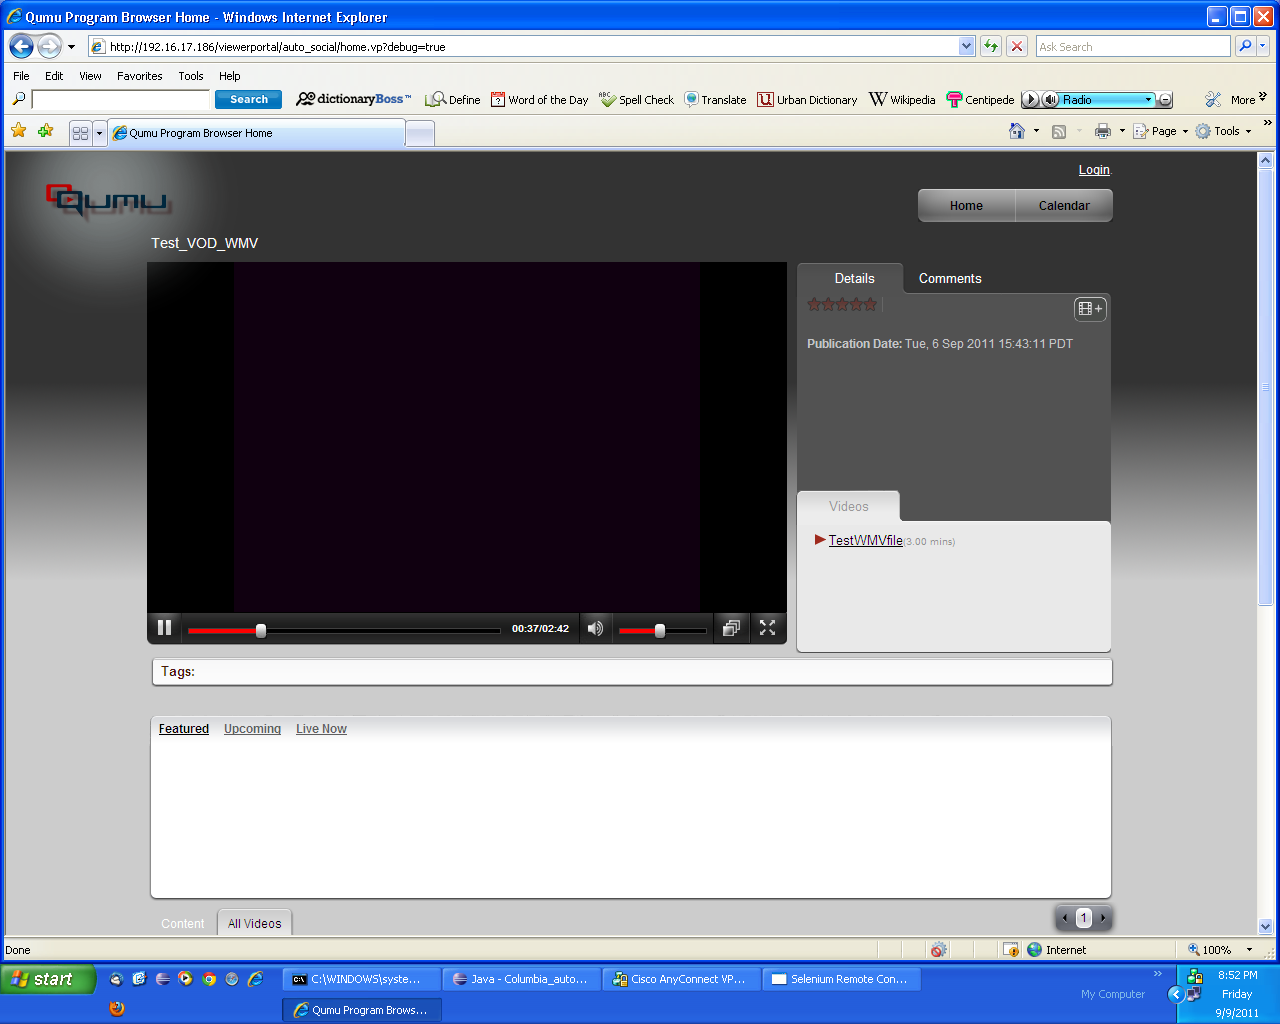 Qumu Program Browser Home - Windows Internet Explorer
http://192.16.17.186/viewerportal/auto_social/home.vp?debug=true
Ask Search
File Edit View Favorites Tools Help
Search dictionaryBoss™ Define Word of the Day Spell Check Translate Urban Dictionary Wikipedia Centipede Radio More
Qumu Program Browser Home
Page Tools
Login
Qumu
Home Calendar
Test_VOD_WMV
Details Comments
Publication Date: Tue, 6 Sep 2011 15:43:11 PDT
Videos
TestWMVfile(3.00 mins)
00:37/02:42
Tags:
Featured Upcoming Live Now
Content All Videos
1
Done
Internet
100%
start
C:\WINDOWS\syste...
Java - Columbia_auto...
Cisco AnyConnect VP...
Selenium Remote Con...
My Computer
8:52 PM
Friday
9/9/2011
Qumu Program Brows...